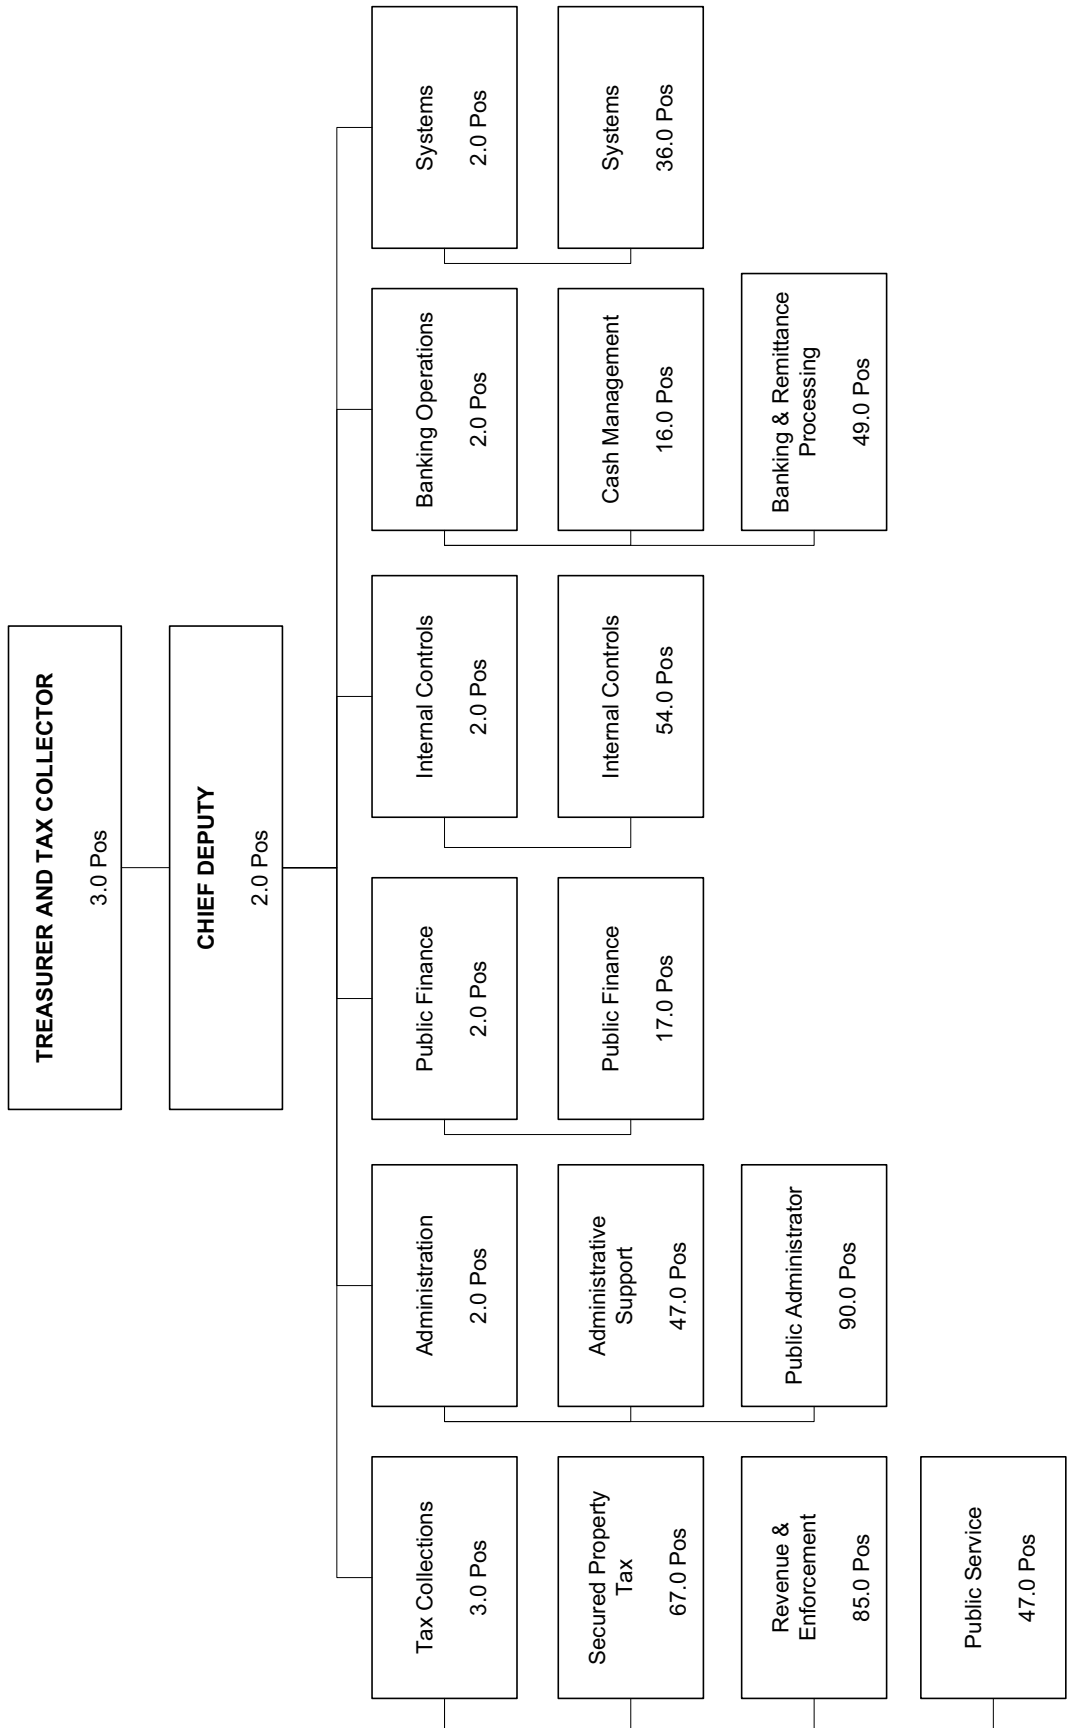 TREASURER AND TAX COLLECTOR
3.0 Pos
CHIEF DEPUTY
2.0 Pos
Tax Collections
3.0 Pos
Secured Property
Tax
67.0 Pos
Revenue &
Enforcement
85.0 Pos
Public Service
47.0 Pos
Administration
2.0 Pos
Administrative
Support
47.0 Pos
Public Administrator
90.0 Pos
Public Finance
2.0 Pos
Public Finance
17.0 Pos
Internal Controls
2.0 Pos
Internal Controls
54.0 Pos
Banking Operations
2.0 Pos
Cash Management
16.0 Pos
Banking & Remittance
Processing
49.0 Pos
Systems
2.0 Pos
Systems
36.0 Pos